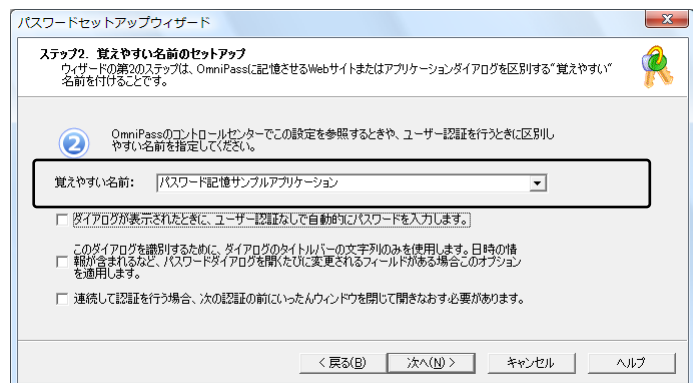 パスワードセットアップウィザード
ステップ2. 覚えやすい名前のセットアップ
ウィザードの第2のステップは、OmniPassに記憶させるWebサイトまたはアプリケーションダイアログを区別する"覚えやすい"
名前を付けることです。
2
OmniPassのコントロールセンターでこの設定を参照するときや、ユーザー認証を行うときに区別し
やすい名前を指定してください。
覚えやすい名前: パスワード記憶サンプルアプリケーション
ダイアログが表示されたときに、ユーザー認証なしで自動的にパスワードを入力します。
このダイアログを識別するために、ダイアログのタイトルバーの文字列のみを使用します。日時の情
報が含まれるなど、パスワードダイアログを開くたびに変更されるフィールドがある場合このオプション
を適用します。
連続して認証を行う場合、次の認証の前にいったんウィンドウを閉じて開きなおす必要があります。
< 戻る(B) 次へ(N) > キャンセル ヘルプ